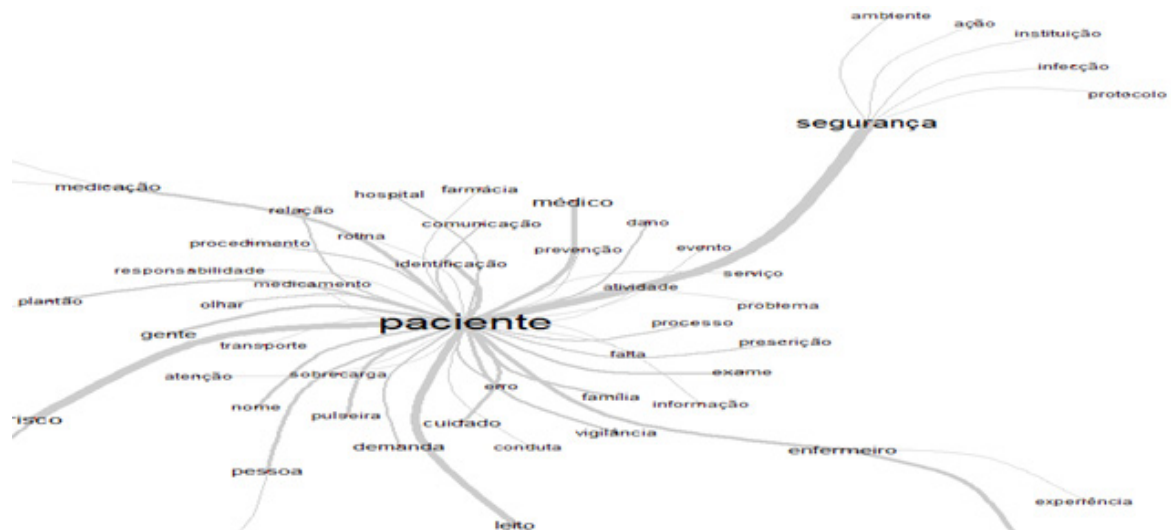 ambiente
ação
instituição
infecção
protocolo
segurança
medicação
hospital
farmácia
relação
médico
rotina
comunicação
dano
procedimento
prevenção
evento
responsabilidade
identificação
serviço
medicamento
atividade
plantão
olhar
problema
paciente
processo
gente
transporte
falta
prescrição
atenção
sobrecarga
exame
erro
nome
pulseira
família
informação
risco
cuidado
vigilância
demanda
conduta
enfermeiro
pessoa
experiência
leito